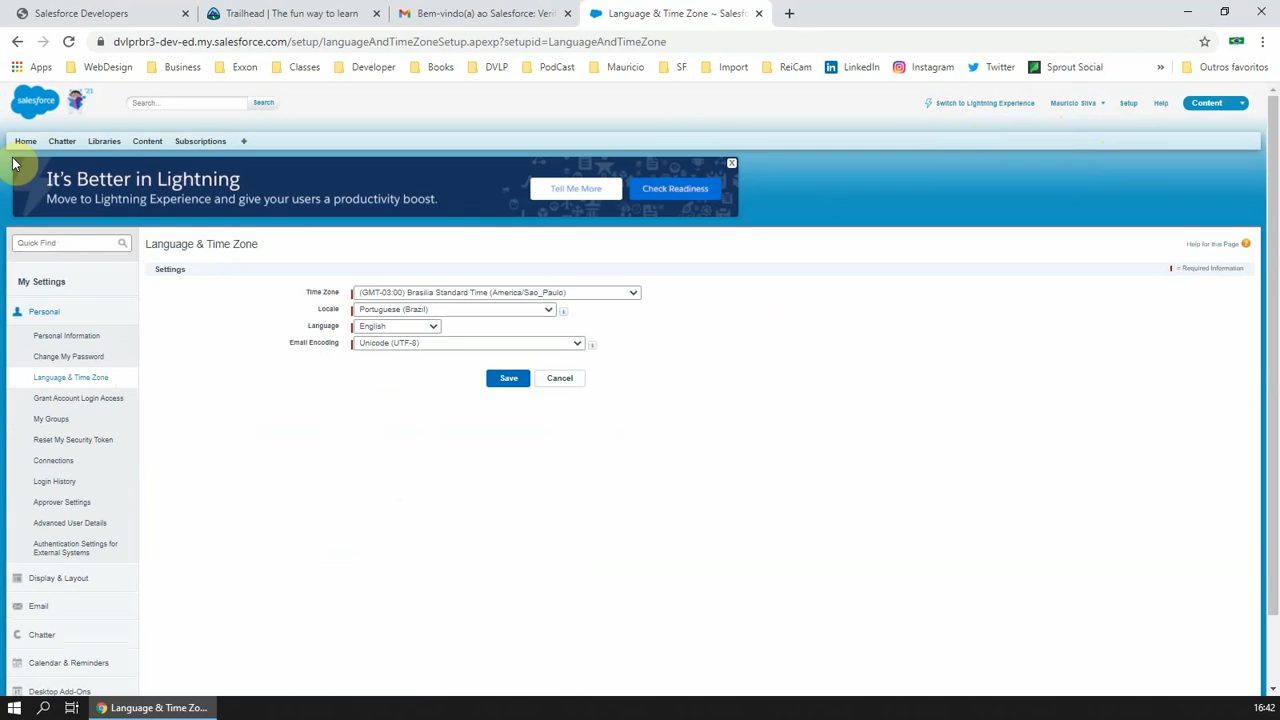 Salesforce Developers
Trailhead | The fun way to learn
Bem-vindo(a) ao Salesforce: Verif
Language & Time Zone ~ Salesf
dvlprbr3-dev-ed.my.salesforce.com/setup/languageAndTimeZoneSetup.apexp?setupid=LanguageAndTimeZone
Apps WebDesign Business Exxon Classes Developer Books DVLP PodCast Mauricio SF Import ReiCam LinkedIn Instagram Twitter Sprout Social » Outros favoritos
salesforce '21 Search... Search Switch to Lightning Experience Mauricio Silva Setup Help Content
Home Chatter Libraries Content Subscriptions +
It's Better in Lightning
Move to Lightning Experience and give your users a productivity boost.
Tell Me More Check Readiness X
Quick Find
My Settings
Personal
Personal Information
Change My Password
Language & Time Zone
Grant Account Login Access
My Groups
Reset My Security Token
Connections
Login History
Approver Settings
Advanced User Details
Authentication Settings for
External Systems
Display & Layout
Email
Chatter
Calendar & Reminders
Desktop Add-Ons
Language & Time Zone
Help for this Page ?
Settings
= Required Information
Time Zone (GMT-03:00) Brasilia Standard Time (America/Sao_Paulo)
Locale Portuguese (Brazil) i
Language English
Email Encoding Unicode (UTF-8) i
Save Cancel
Language & Time Zo...
16:42